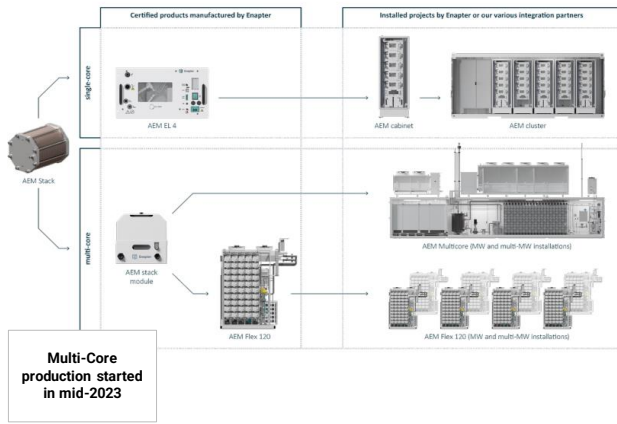 Certified products manufactured by Enapter
Installed projects by Enapter or our various integration partners
single-core
Enapter
AEM EL 4
AEM cabinet
AEM cluster
AEM Stack
multi-core
AEM Multicore (MW and multi-MW installations)
AEM stack
module
AEM Flex 120
AEM Flex 120 (MW and multi-MW installations)
Multi-Core
production started
in mid-2023